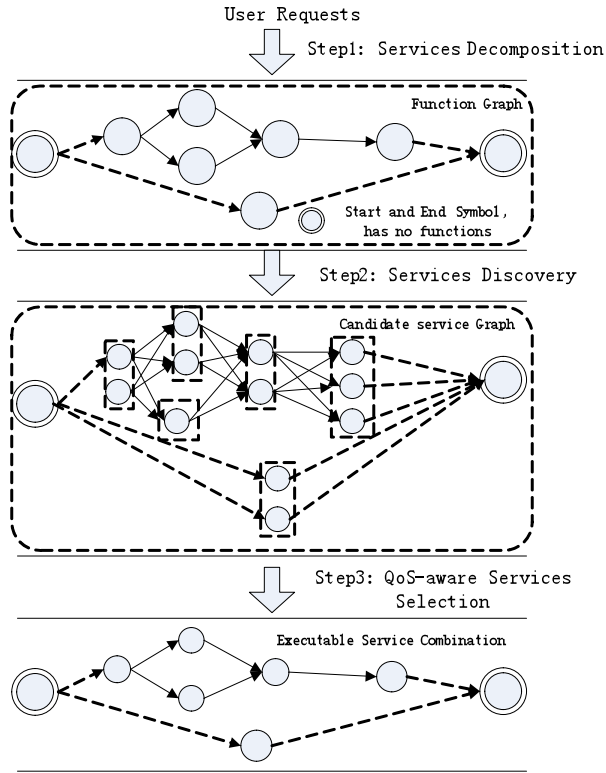 User Requests
Step1: Services Decomposition
Function Graph
Start and End Symbol,
has no functions
Step2: Services Discovery
Candidate service Graph
Step3: QoS-aware Services
Selection
Executable Service Combination